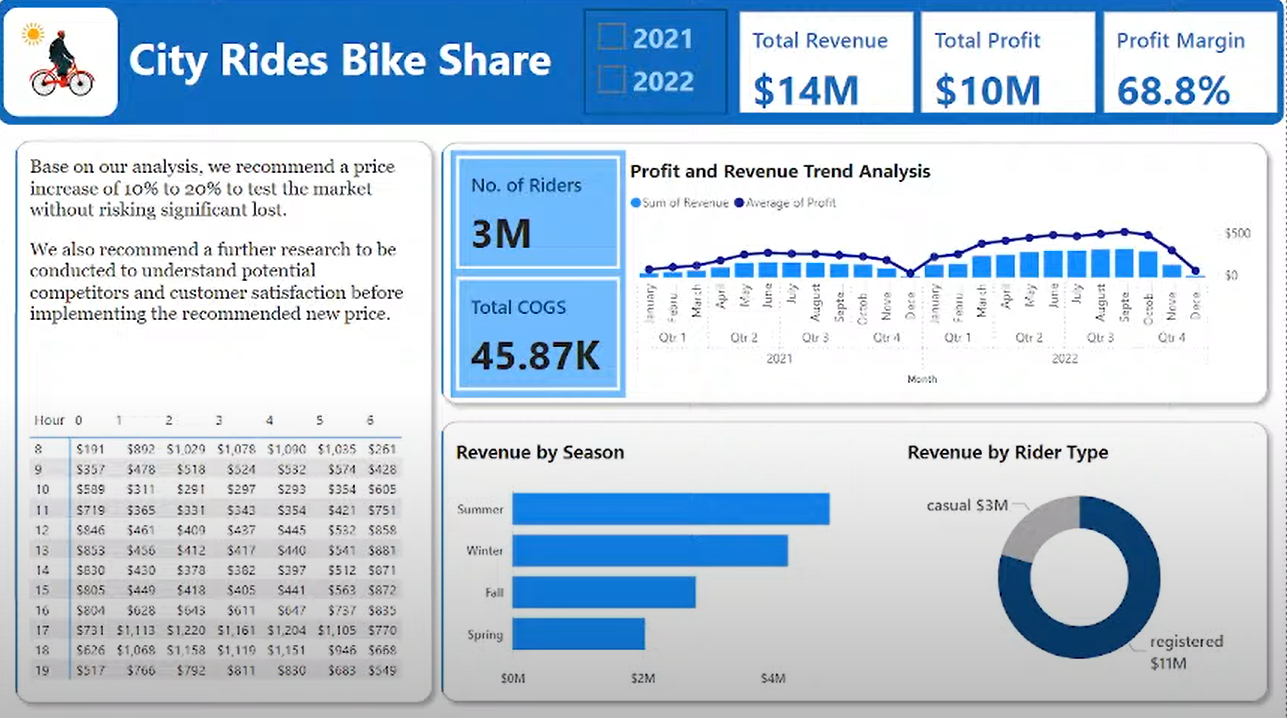 City Rides Bike Share
2021
2022
Total Revenue
$14M
Total Profit
$10M
Profit Margin
68.8%
Base on our analysis, we recommend a price
increase of 10% to 20% to test the market
without risking significant lost.
We also recommend a further research to be
conducted to understand potential
competitors and customer satisfaction before
implementing the recommended new price.
Hour 0 1 2 3 4 5 6
8 $191 $892 $1,029 $1,078 $1,090 $1,035 $261
9 $357 $478 $518 $524 $532 $574 $428
10 $589 $311 $291 $297 $293 $354 $605
11 $719 $365 $331 $343 $354 $421 $751
12 $846 $461 $409 $437 $445 $532 $858
13 $853 $456 $412 $417 $440 $541 $881
14 $830 $430 $378 $382 $397 $512 $871
15 $805 $449 $418 $405 $441 $563 $872
16 $804 $628 $643 $611 $647 $737 $835
17 $731 $1,113 $1,220 $1,161 $1,204 $1,105 $770
18 $626 $1,068 $1,158 $1,119 $1,151 $946 $668
19 $517 $766 $792 $811 $830 $683 $549
No. of Riders
3M
Total COGS
45.87K
Profit and Revenue Trend Analysis
Sum of Revenue Average of Profit
$500
$0
January Febru... March April May June July August Septe... Octob... Nove... Dece... January Febru... March April May June July August Septe... Octob... Nove... Dece...
Qtr 1 Qtr 2 Qtr 3 Qtr 4 Qtr 1 Qtr 2 Qtr 3 Qtr 4
2021 2022
Month
Revenue by Season
Summer
Winter
Fall
Spring
$0M $2M $4M
Revenue by Rider Type
casual $3M
registered
$11M